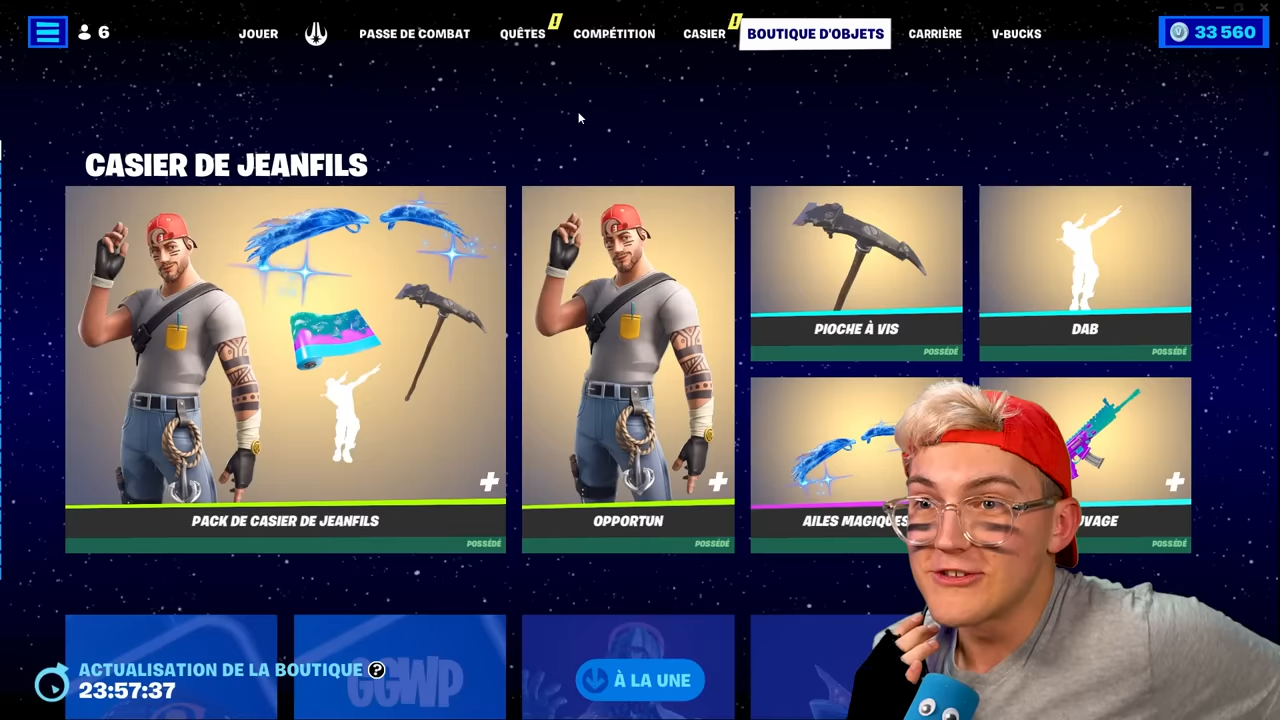 6
JOUER
PASSE DE COMBAT
QUÊTES
!
COMPÉTITION
CASIER
!
BOUTIQUE D'OBJETS
CARRIÈRE
V-BUCKS
33 560
CASIER DE JEANFILS
PIOCHE À VIS
POSSÉDÉ
DAB
POSSÉDÉ
PACK DE CASIER DE JEANFILS
POSSÉDÉ
OPPORTUN
POSSÉDÉ
AILES MAGIQUES
POSSÉDÉ
GGWP
ACTUALISATION DE LA BOUTIQUE ?
23:57:37
À LA UNE